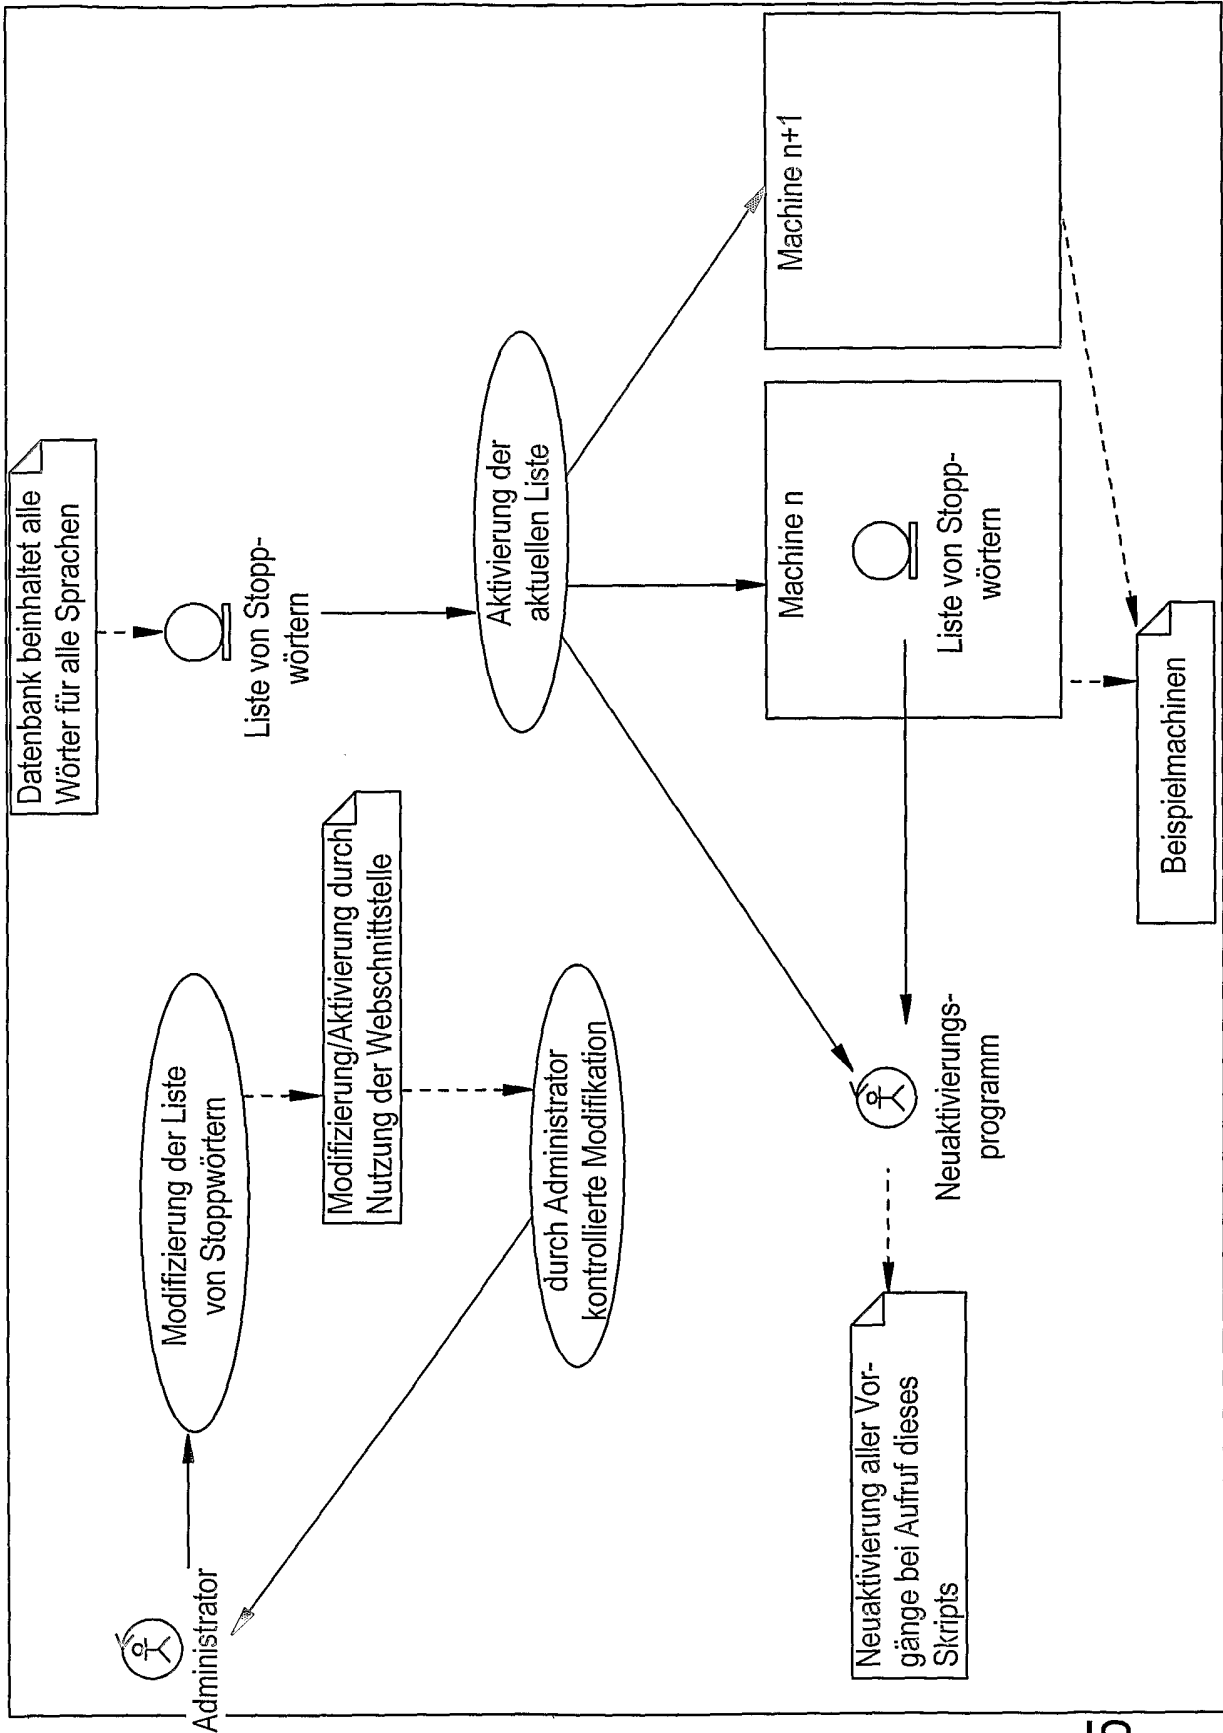 Datenbank beinhaltet alle
Wörter für alle Sprachen
Liste von Stopp-
wörtern
Administrator
Modifizierung der Liste
von Stoppwörtern
Modifizierung/Aktivierung durch
Nutzung der Webschnittstelle
durch Administrator
kontrollierte Modifikation
Aktivierung der
aktuellen Liste
Machine n
Liste von Stopp-
wörtern
Machine n+1
Neuaktivierungs-
programm
Neuaktivierung aller Vor-
gänge bei Aufruf dieses
Skripts
Beispielmachinen